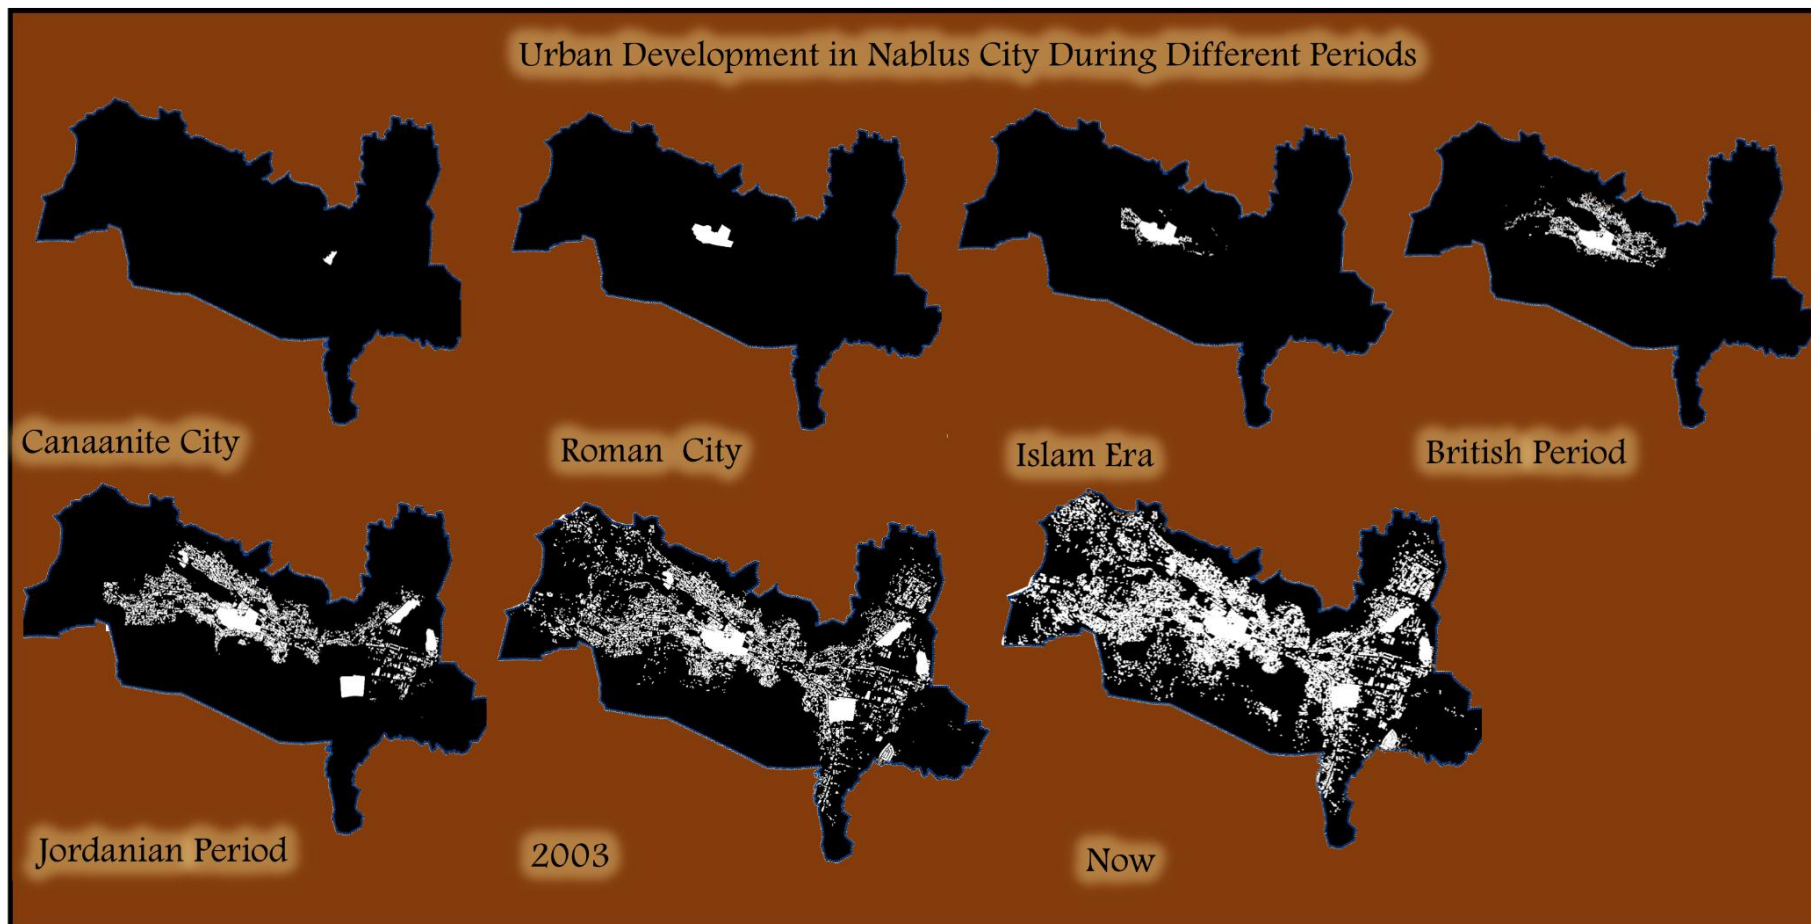 Urban Development in Nablus City During Different Periods
Canaanite City
Roman City
Islam Era
British Period
Jordanian Period
2003
Now